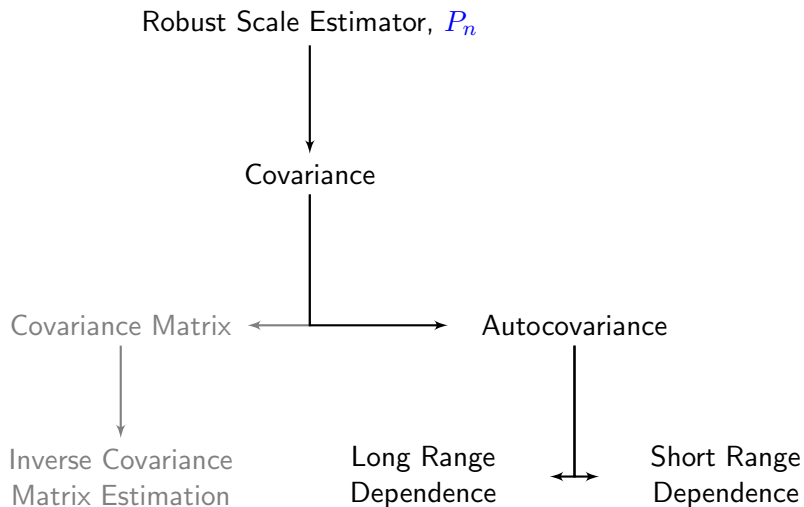 Robust Scale Estimator, Pn
Covariance
Covariance Matrix
Autocovariance
Inverse Covariance
Matrix Estimation
Long Range
Dependence
Short Range
Dependence